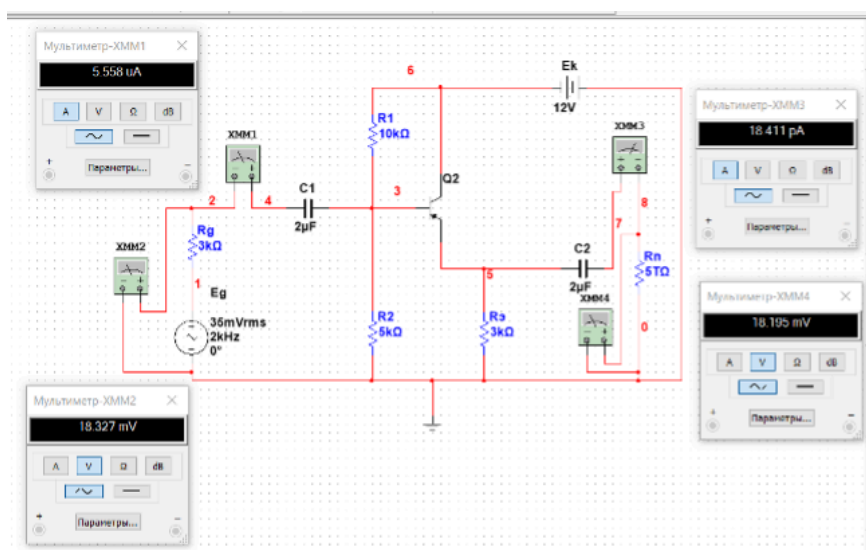 Мультиметр-XMM1
5.558 uA
A V Ω dB
+
Параметры...
−
XMM1
6
Ek
12V
R1
10kΩ
XMM3
Мультиметр-XMM3
18.411 pA
A V Ω dB
+
Параметры...
−
2
4
C1
2µF
3
Q2
7
8
Rg
3kΩ
XMM2
1
Eg
35mVrms
2kHz
0°
R2
5kΩ
5
C2
2µF
XMM4
3kΩ
Rn
5TΩ
0
Мультиметр-XMM4
18.195 mV
A V Ω dB
+
Параметры...
−
Мультиметр-XMM2
18.327 mV
A V Ω dB
+
Параметры...
−